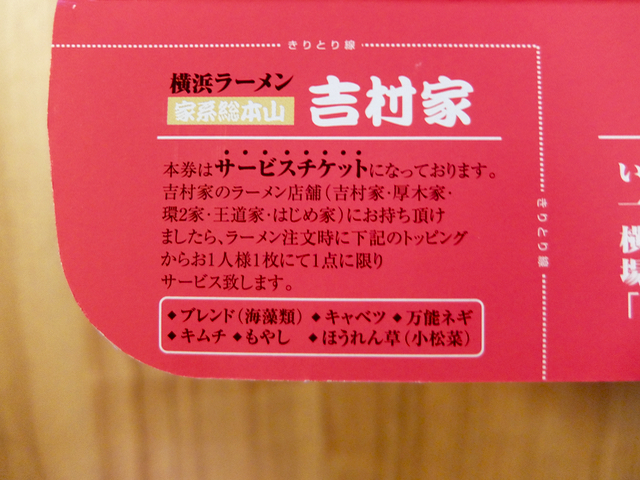 きりとり線
横浜ラーメン
家系総本山
吉村家
本券はサービスチケットになっております。
吉村家のラーメン店舗（吉村家・厚木家・
環2家・王道家・はじめ家）にお持ち頂け
ましたら、ラーメン注文時に下記のトッピング
からお1人様1枚にて1点に限り
サービス致します。
◆ブレンド（海藻類）◆キャベツ◆万能ネギ
◆キムチ◆もやし ◆ほうれん草（小松菜）
きりとり線
い
「横
場」